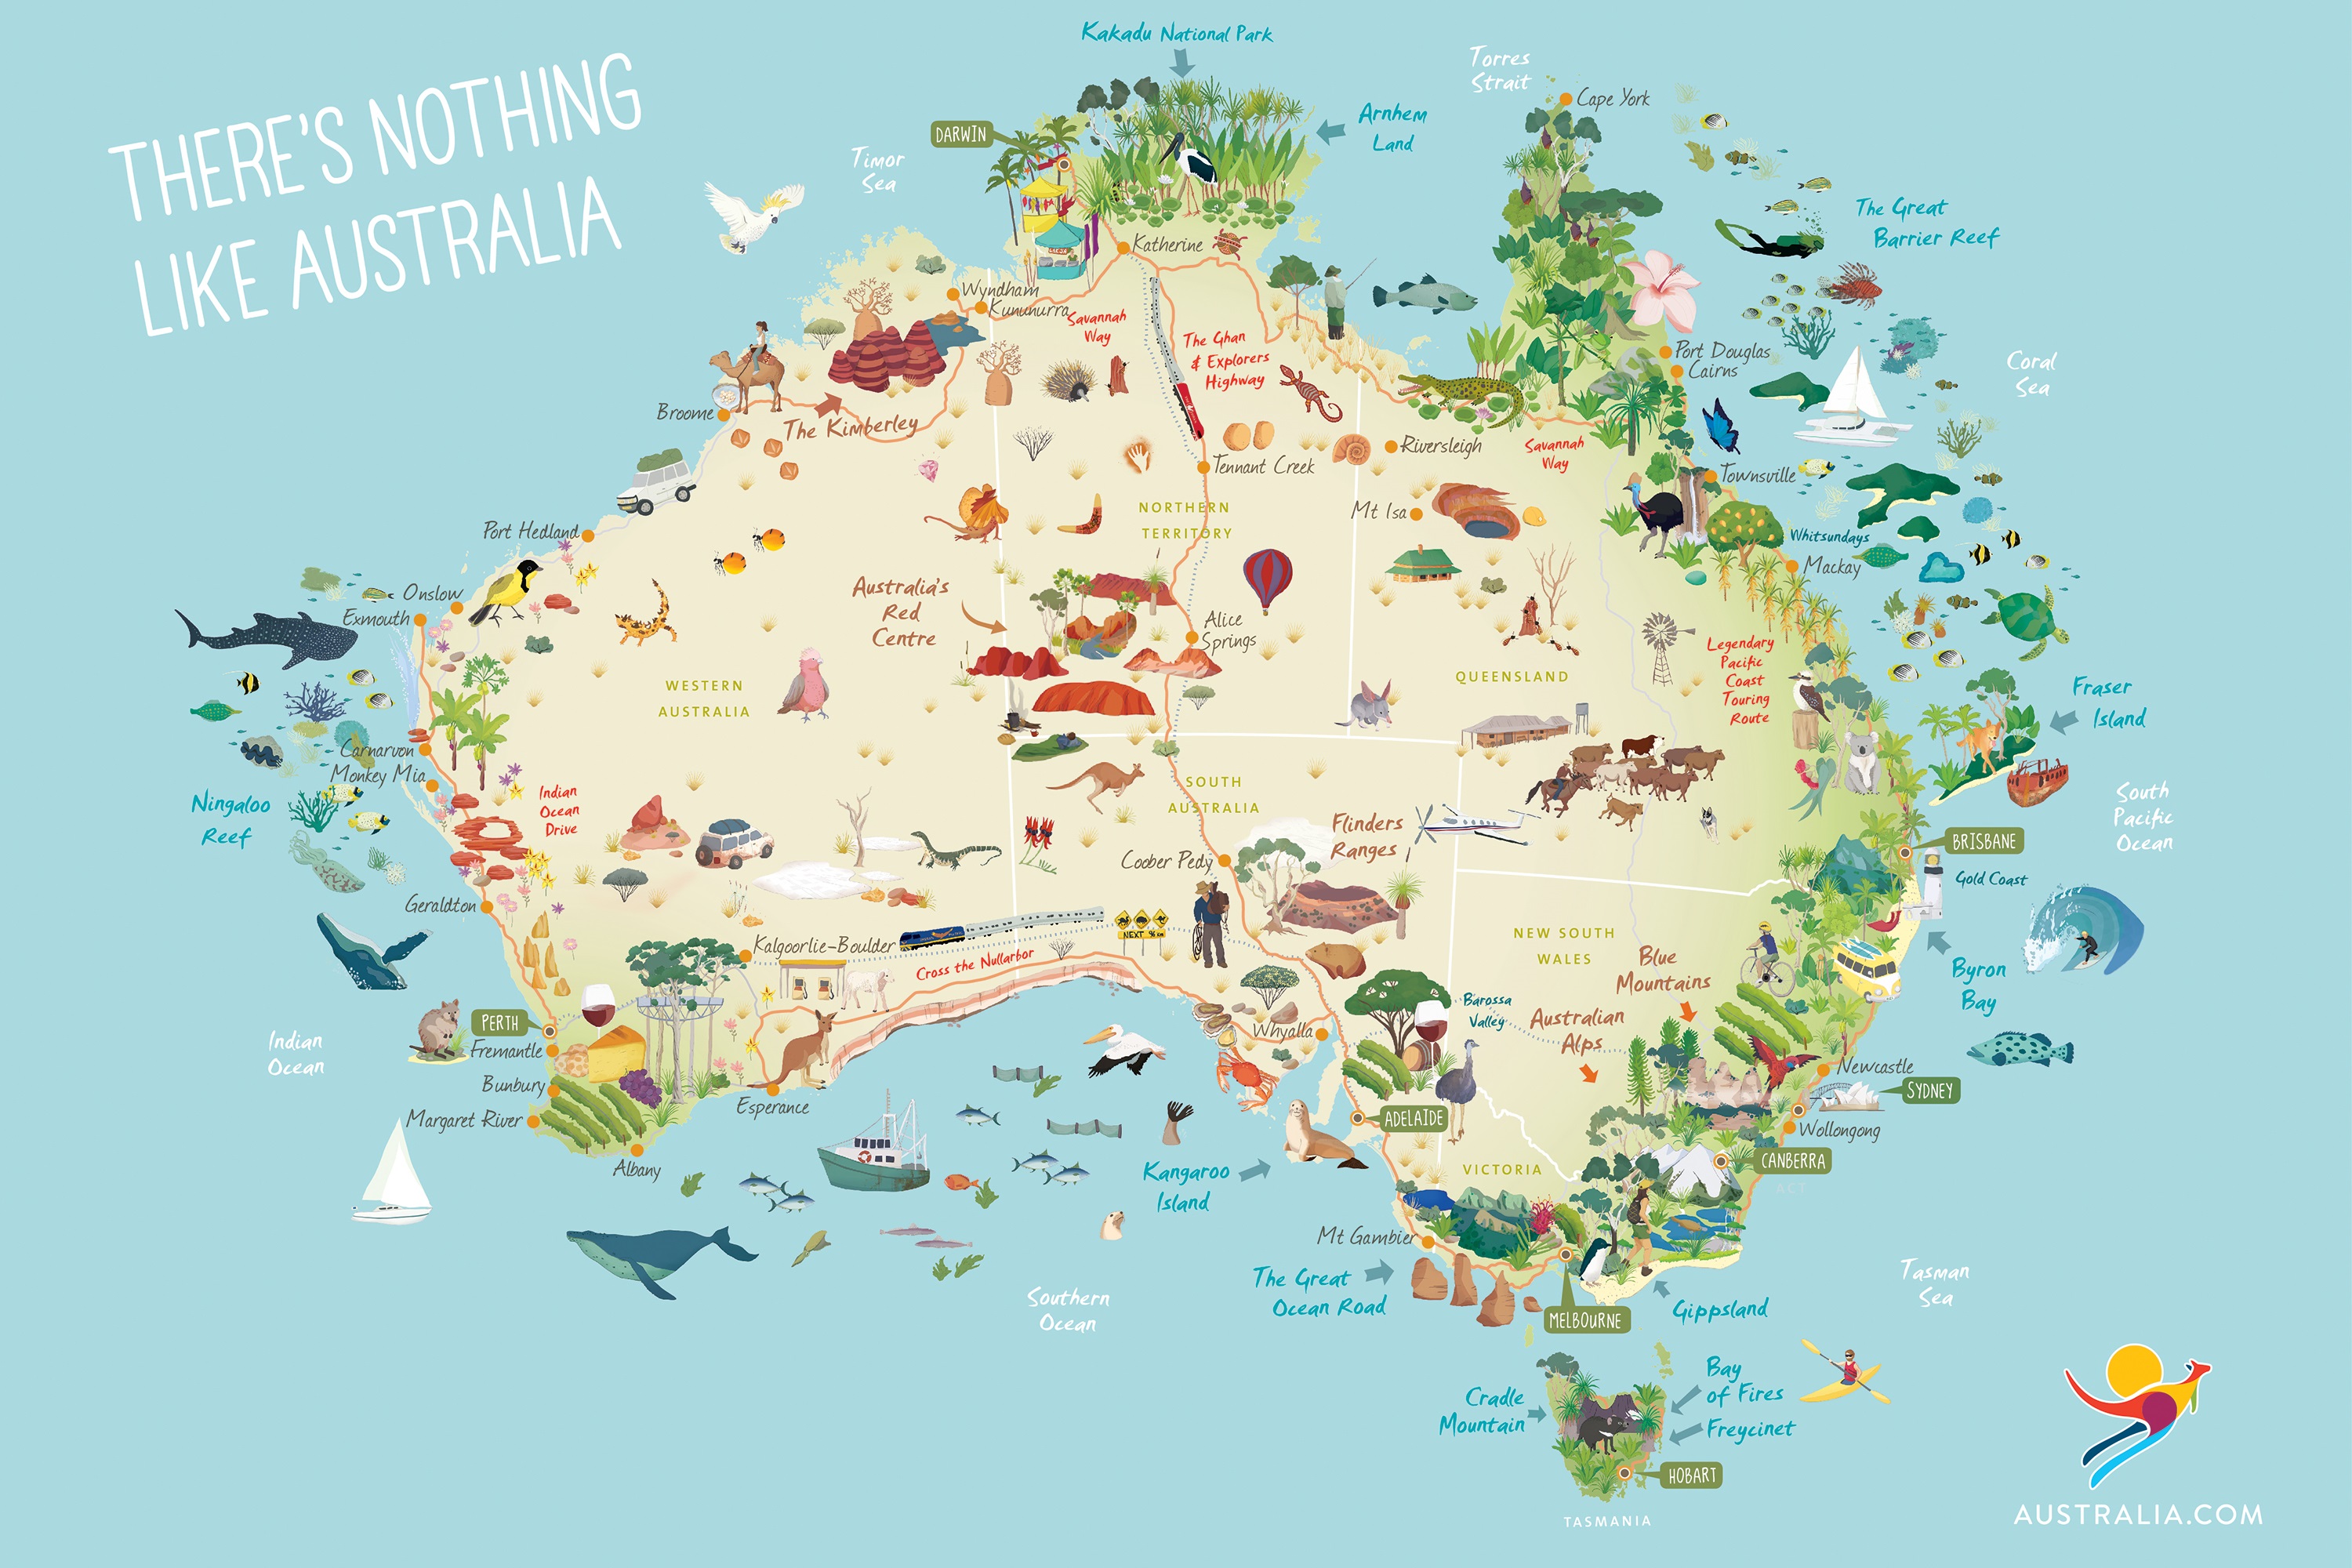 THERE'S NOTHING
LIKE AUSTRALIA
Kakadu National Park
Torres
Strait
Cape York
Arnhem
Land
DARWIN
Timor
Sea
The Great
Barrier Reef
Katherine
Wyndham
Kununurra
Savannah
Way
The Ghan
& Explorers
Highway
Port Douglas
Cairns
Coral
Sea
Broome
The Kimberley
Tennant Creek
Riversleigh
Savannah
Way
Townsville
NORTHERN
TERRITORY
Mt Isa
Port Hedland
Whitsundays
Mackay
Onslow
Exmouth
Australia's
Red
Centre
Alice
Springs
Legendary
Pacific
Coast
Touring
Route
WESTERN
AUSTRALIA
QUEENSLAND
Fraser
Island
Carnarvon
Monkey Mia
Ningaloo
Reef
Indian
Ocean
Drive
SOUTH
AUSTRALIA
South
Pacific
Ocean
Flinders
Ranges
Coober Pedy
BRISBANE
Gold Coast
Geraldton
Kalgoorlie-Boulder
NEXT 96 km
Cross the Nullarbor
NEW SOUTH
WALES
Blue
Mountains
Byron
Bay
PERTH
Fremantle
Indian
Ocean
Whyalla
Barossa
Valley
Australian
Alps
Bunbury
Margaret River
Esperance
Newcastle
SYDNEY
ADELAIDE
Wollongong
Albany
Kangaroo
Island
VICTORIA
CANBERRA
ACT
Mt Gambier
The Great
Ocean Road
Southern
Ocean
MELBOURNE
Gippsland
Tasman
Sea
Cradle
Mountain
Bay
of Fires
Freycinet
HOBART
TASMANIA
AUSTRALIA.COM